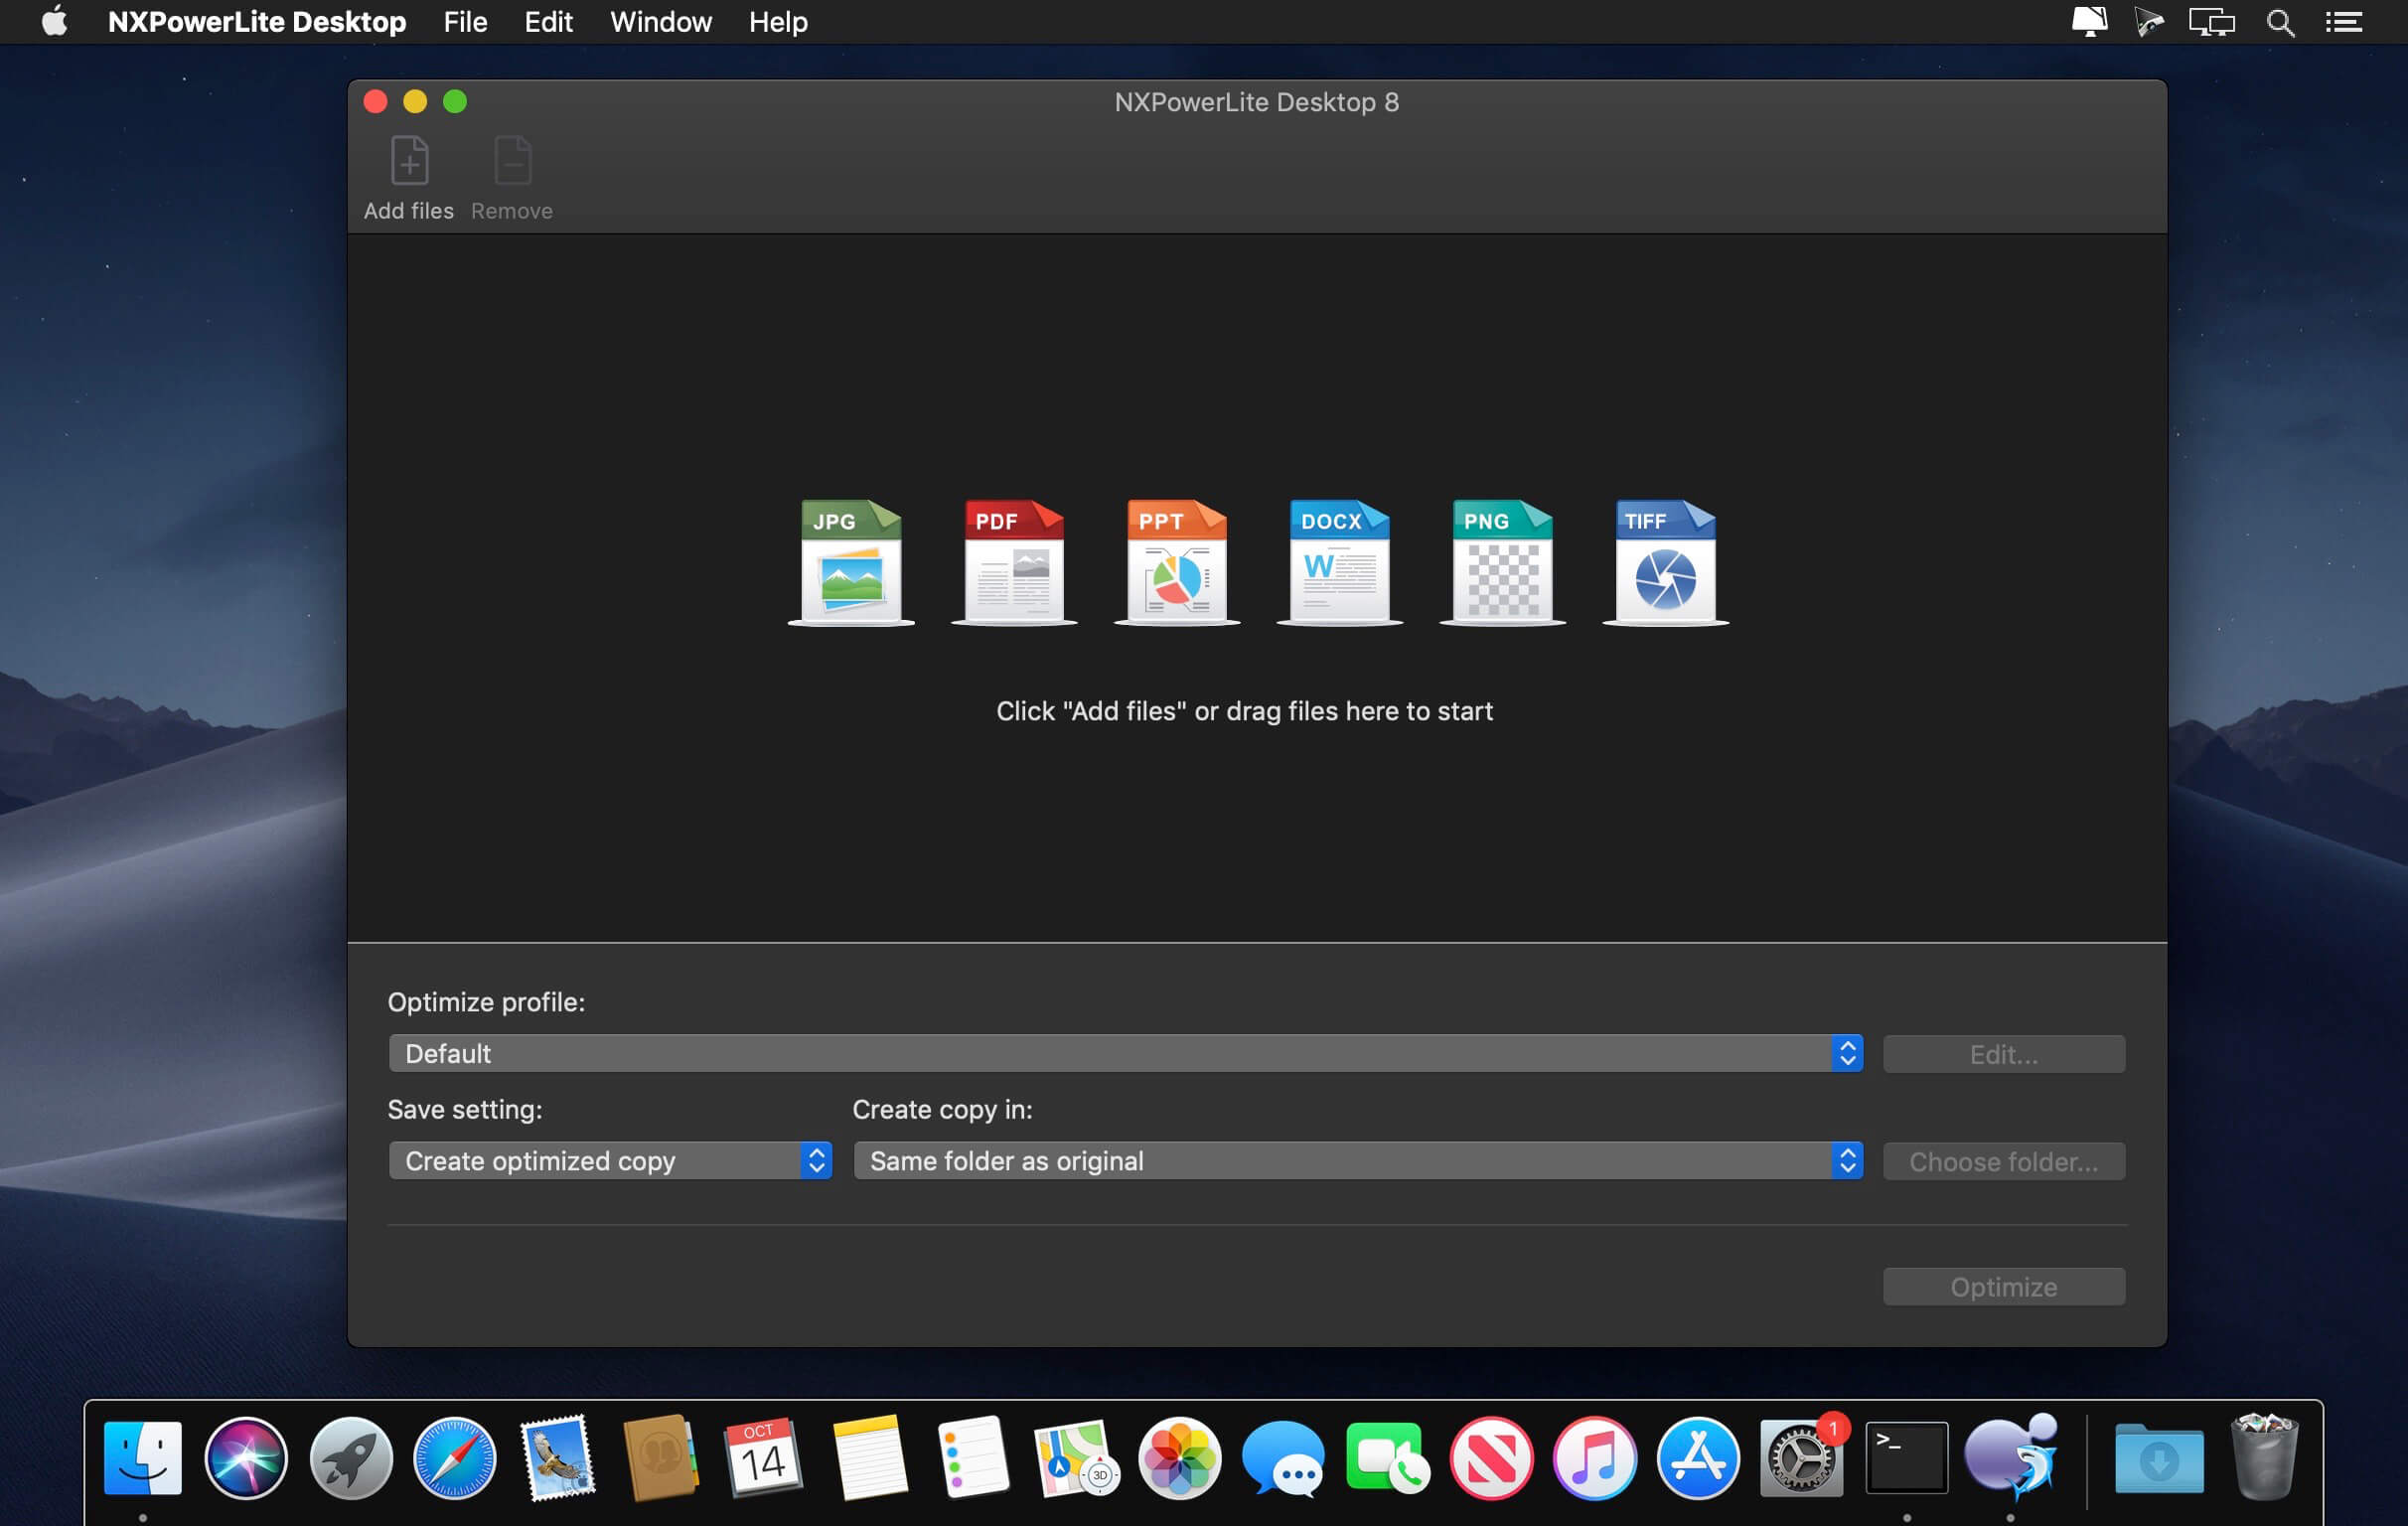 NXPowerLite Desktop File Edit Window Help
NXPowerLite Desktop 8
Add files Remove
JPG PDF PPT DOCX PNG TIFF
W
Click "Add files" or drag files here to start
Optimize profile:
Default Edit...
Save setting: Create copy in:
Create optimized copy Same folder as original Choose folder...
Optimize
OCT
14
3D
1
>_